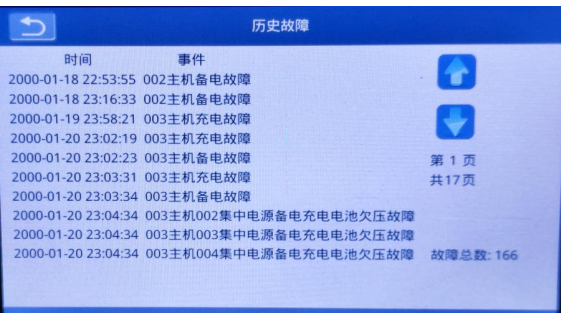 历史故障
时间 事件
2000-01-18 22:53:55 002主机备电故障
2000-01-18 23:16:33 002主机备电故障
2000-01-19 23:58:21 003主机充电故障
2000-01-20 23:02:19 003主机充电故障
2000-01-20 23:02:23 003主机备电故障
第 1 页
2000-01-20 23:03:31 003主机充电故障
共17页
2000-01-20 23:03:34 003主机备电故障
2000-01-20 23:04:34 003主机002集中电源备电充电电池欠压故障
2000-01-20 23:04:34 003主机003集中电源备电充电电池欠压故障
2000-01-20 23:04:34 003主机004集中电源备电充电电池欠压故障
故障总数: 166